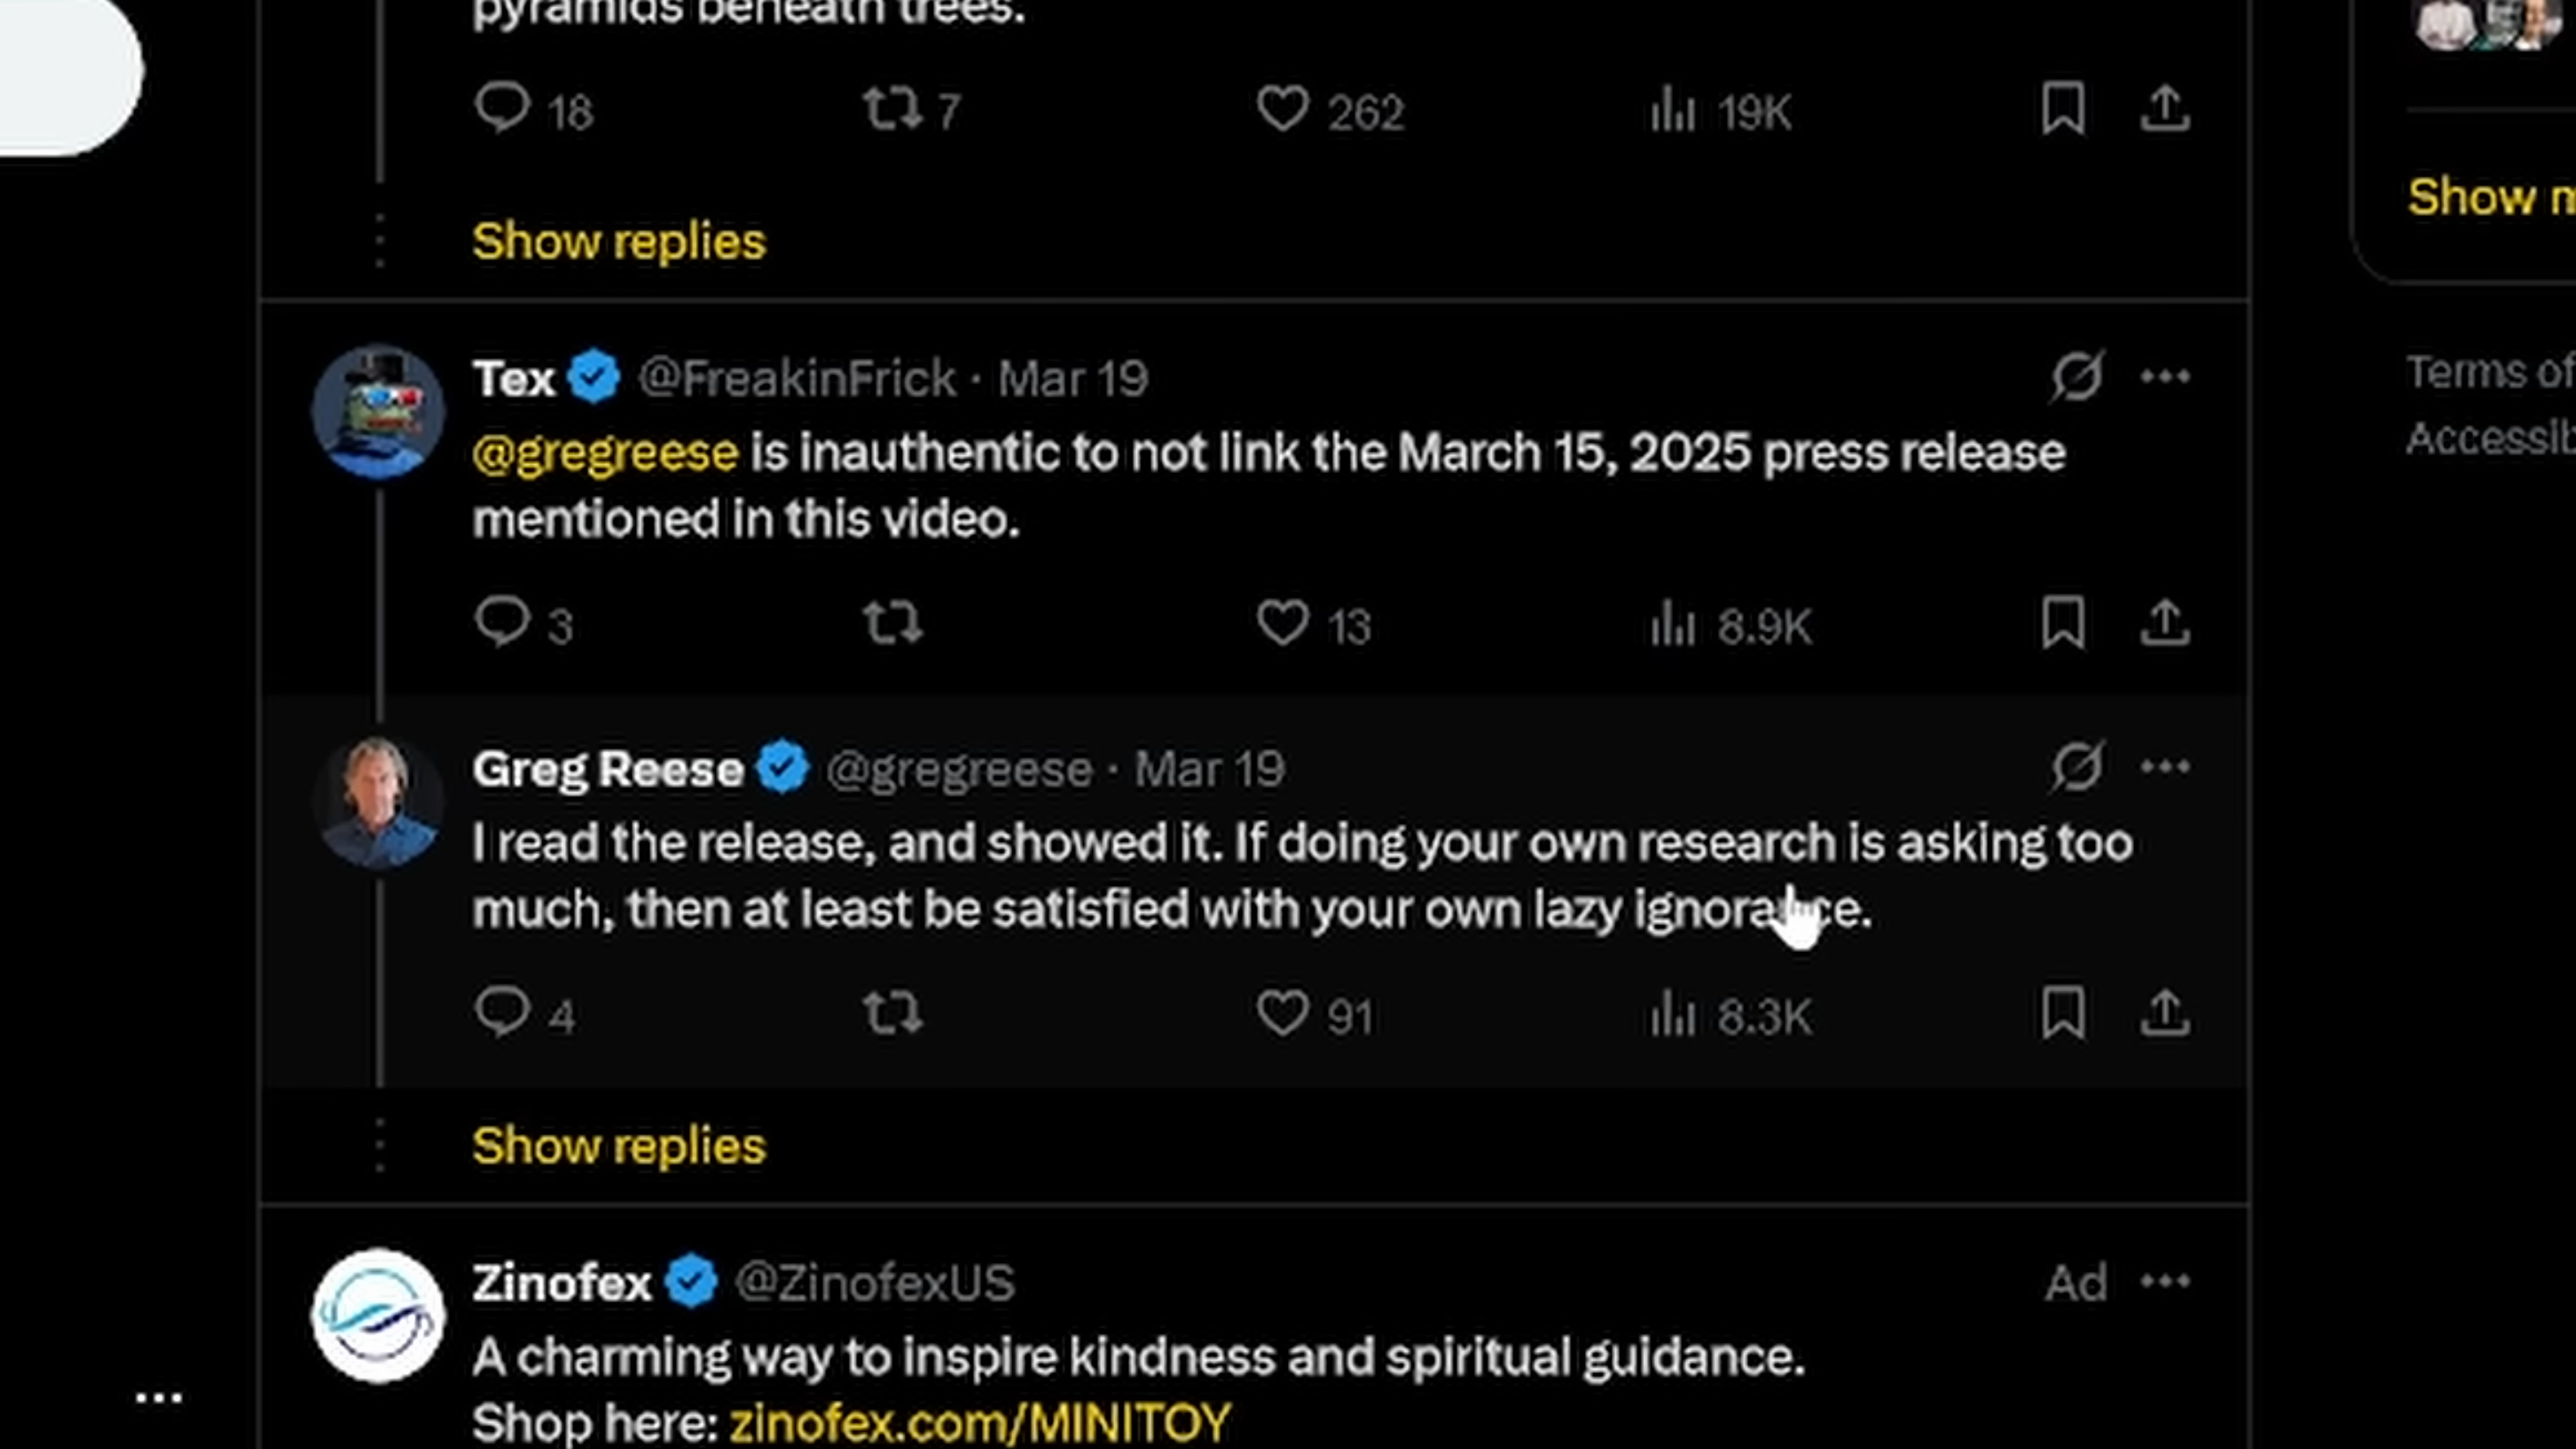 pyramids beneath trees.
18 7 262 19K
Show replies
Show
Tex @FreakinFrick · Mar 19
@gregreese is inauthentic to not link the March 15, 2025 press release
mentioned in this video.
3 13 8.9K
Terms of
Greg Reese @gregreese · Mar 19
I read the release, and showed it. If doing your own research is asking too
much, then at least be satisfied with your own lazy ignorance.
4 91 8.3K
Show replies
Zinofex @ZinofexUS Ad
A charming way to inspire kindness and spiritual guidance.
Shop here: zinofex.com/MINITOY